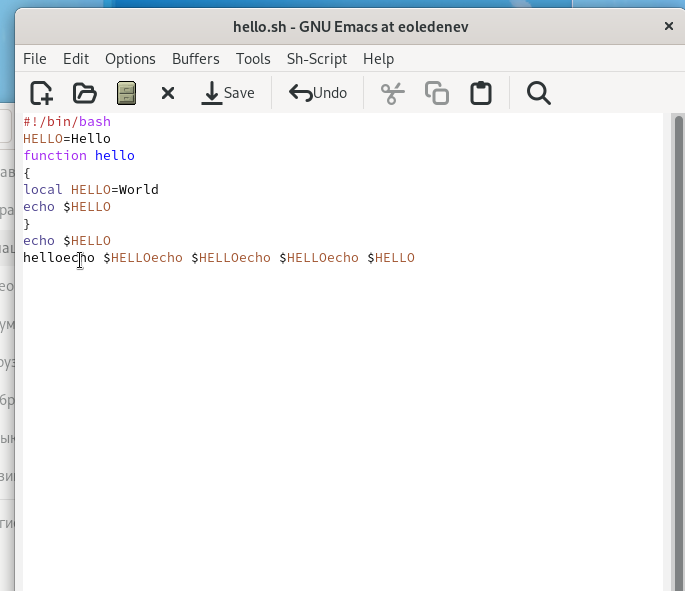 hello.sh - GNU Emacs at eoledenev
File Edit Options Buffers Tools Sh-Script Help
Save Undo
#!/bin/bash
HELLO=Hello
function hello
{
local HELLO=World
echo $HELLO
}
echo $HELLO
helloecho $HELLOecho $HELLOecho $HELLOecho $HELLO